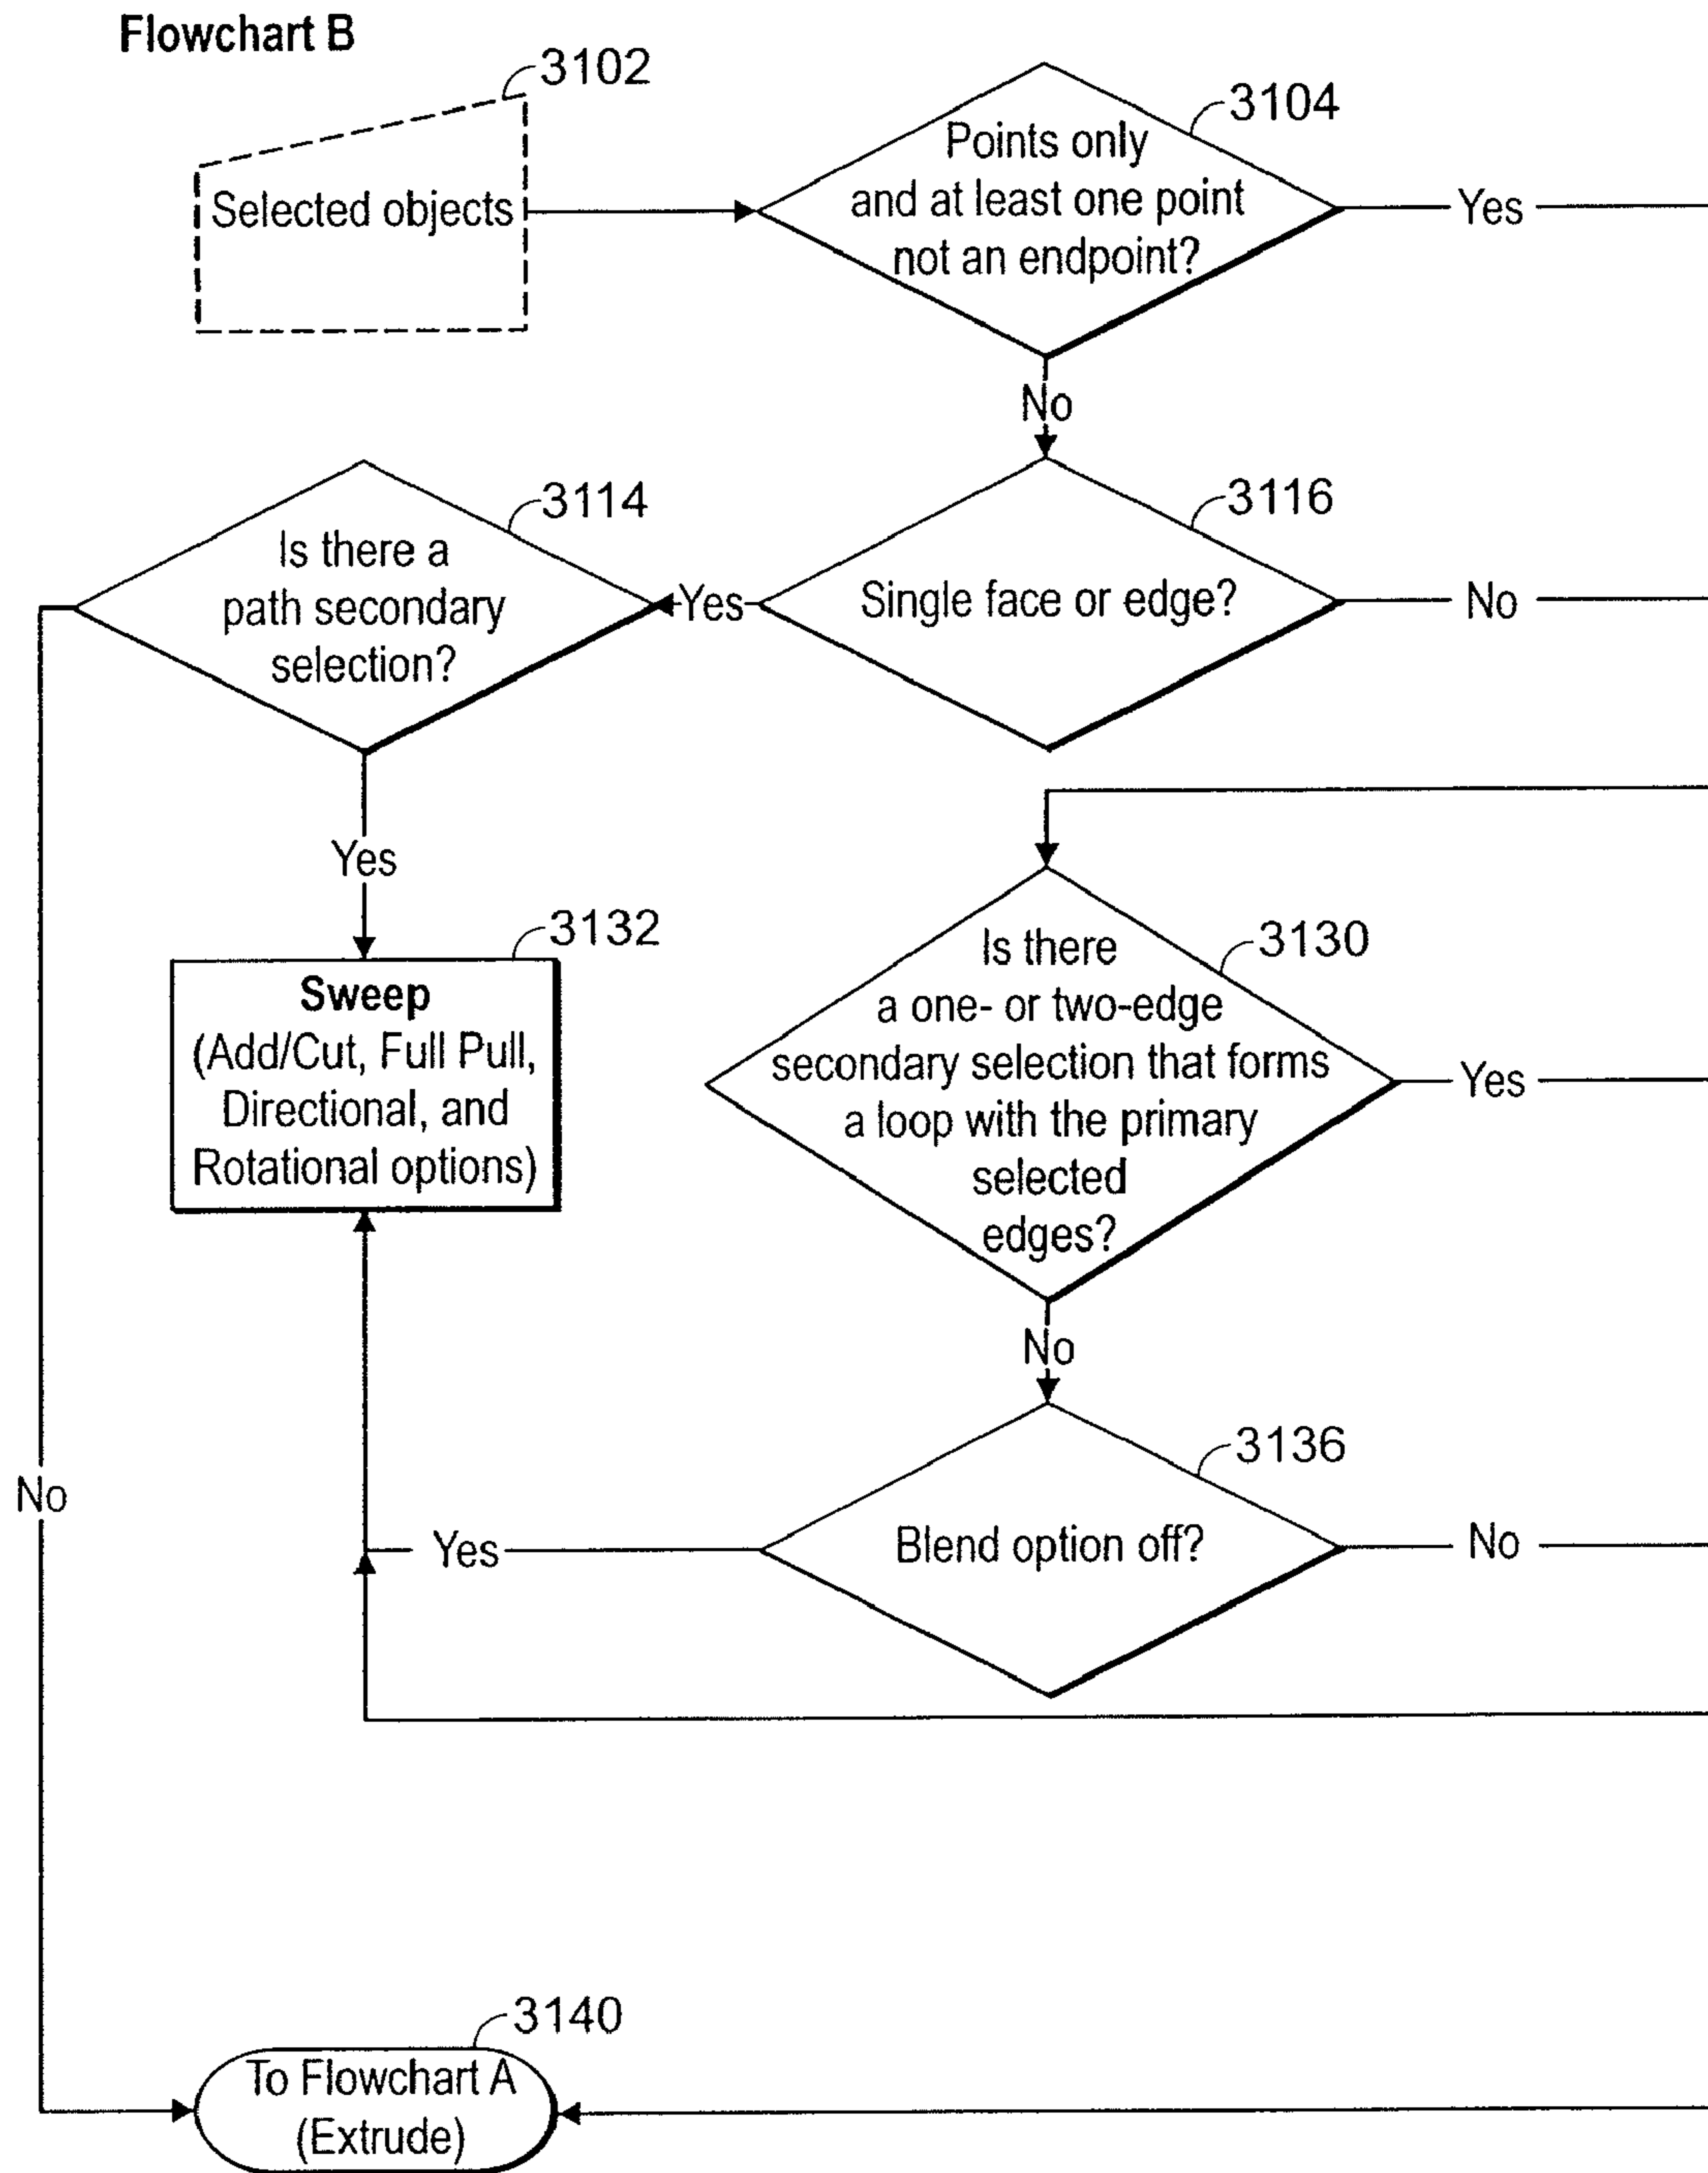 Flowchart B
3102
Selected objects
3104
Points only
and at least one point
not an endpoint?
Yes
No
3114
Is there a
path secondary
selection?
Yes
3116
Single face or edge?
No
Yes
3132
Sweep
(Add/Cut, Full Pull,
Directional, and
Rotational options)
3130
Is there
a one- or two-edge
secondary selection that forms
a loop with the primary
selected
edges?
Yes
No
No
3136
Blend option off?
Yes
No
3140
To Flowchart A
(Extrude)